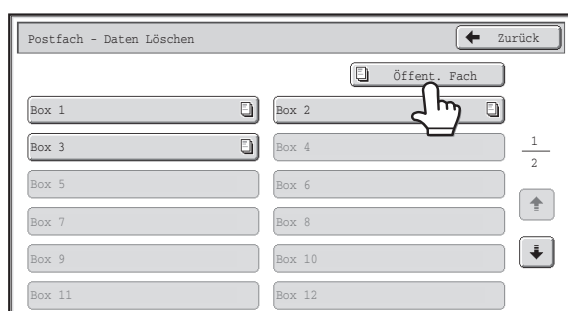 Postfach - Daten Löschen
Zurück
Öffent. Fach
Box 1
Box 2
Box 3
Box 4
1
2
Box 5
Box 6
Box 7
Box 8
Box 9
Box 10
Box 11
Box 12